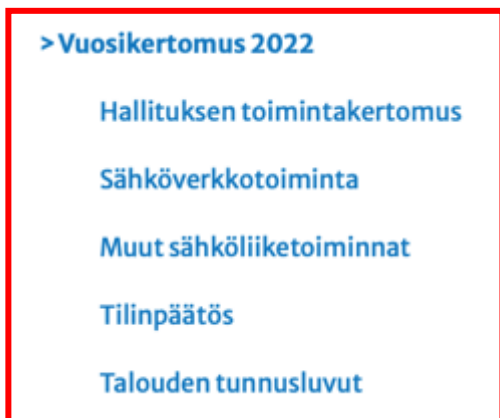 > Vuosikertomus 2022
Hallituksen toimintakertomus
Sähköverkkotoiminta
Muut sähköliiketoiminnat
Tilinpäätös
Talouden tunnusluvut